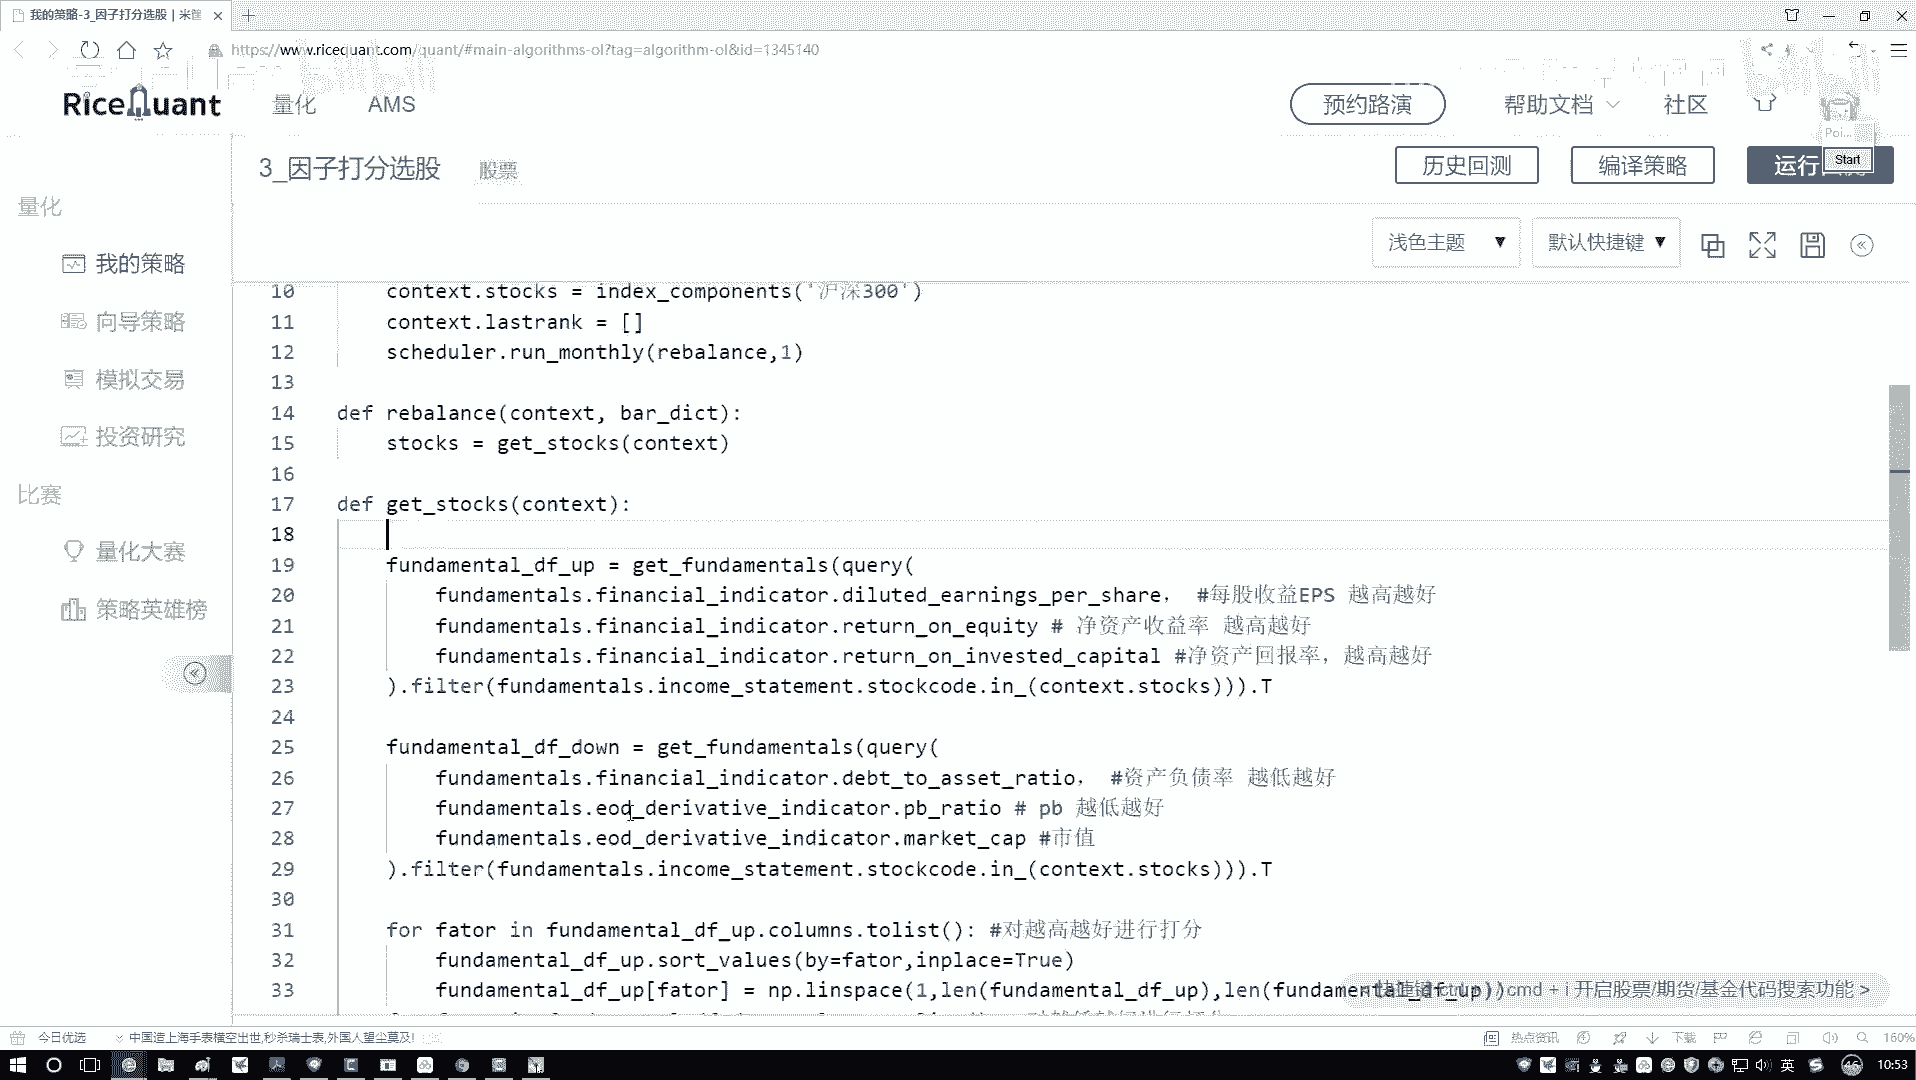 我的策略-3_因子打分选股 | 米筐
https://www.ricequant.com/quant/#main-algorithms-ol?tag=algorithm-ol&id=1345140
RiceQuant
量化
AMS
预约路演
帮助文档
社区
Poi...
Start
3_因子打分选股
股票
历史回测
编译策略
运行
浅色主题
默认快捷键
量化
我的策略
向导策略
模拟交易
投资研究
比赛
量化大赛
策略英雄榜
10 context.stocks = index_components('沪深300')
11 context.lastrank = []
12 scheduler.run_monthly(rebalance,1)
13
14 def rebalance(context, bar_dict):
15 stocks = get_stocks(context)
16
17 def get_stocks(context):
18
19 fundamental_df_up = get_fundamentals(query(
20 fundamentals.financial_indicator.diluted_earnings_per_share, #每股收益EPS 越高越好
21 fundamentals.financial_indicator.return_on_equity # 净资产收益率 越高越好
22 fundamentals.financial_indicator.return_on_invested_capital #净资产回报率，越高越好
23 ).filter(fundamentals.income_statement.stockcode.in_(context.stocks))).T
24
25 fundamental_df_down = get_fundamentals(query(
26 fundamentals.financial_indicator.debt_to_asset_ratio, #资产负债率 越低越好
27 fundamentals.eod_derivative_indicator.pb_ratio # pb 越低越好
28 fundamentals.eod_derivative_indicator.market_cap #市值
29 ).filter(fundamentals.income_statement.stockcode.in_(context.stocks))).T
30
31 for fator in fundamental_df_up.columns.tolist(): #对越高越好进行打分
32 fundamental_df_up.sort_values(by=fator,inplace=True)
33 fundamental_df_up[fator] = np.linspace(1,len(fundamental_df_up),len(fundamental_df_up))
cmd + i 开启股票/期货/基金代码搜索功能 >
今日优选
中国造上海手表横空出世,秒杀瑞士表,外国人望尘莫及!
热点资讯
下载
160%
英
46
10:53